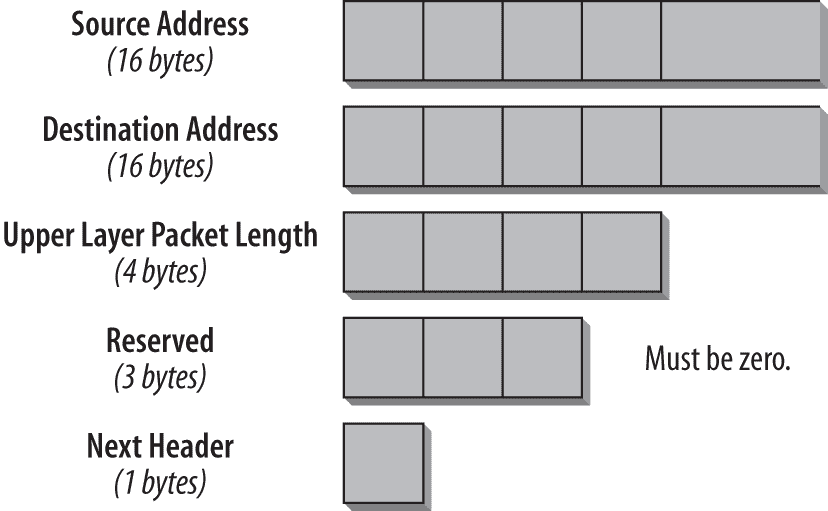 Source Address
(16 bytes)
Destination Address
(16 bytes)
Upper Layer Packet Length
(4 bytes)
Reserved
(3 bytes)
Must be zero.
Next Header
(1 bytes)